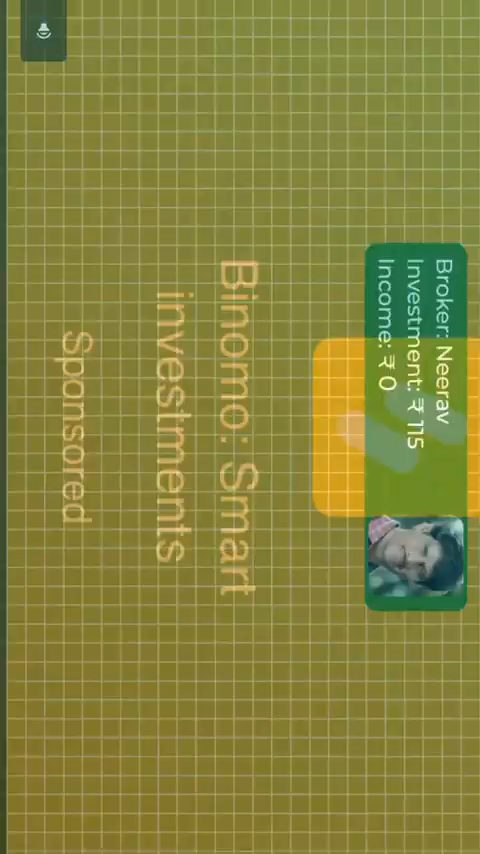 Broker: Neerav
Investment: ₹ 115
Income: ₹ 0
Binomo: Smart
investments
Sponsored